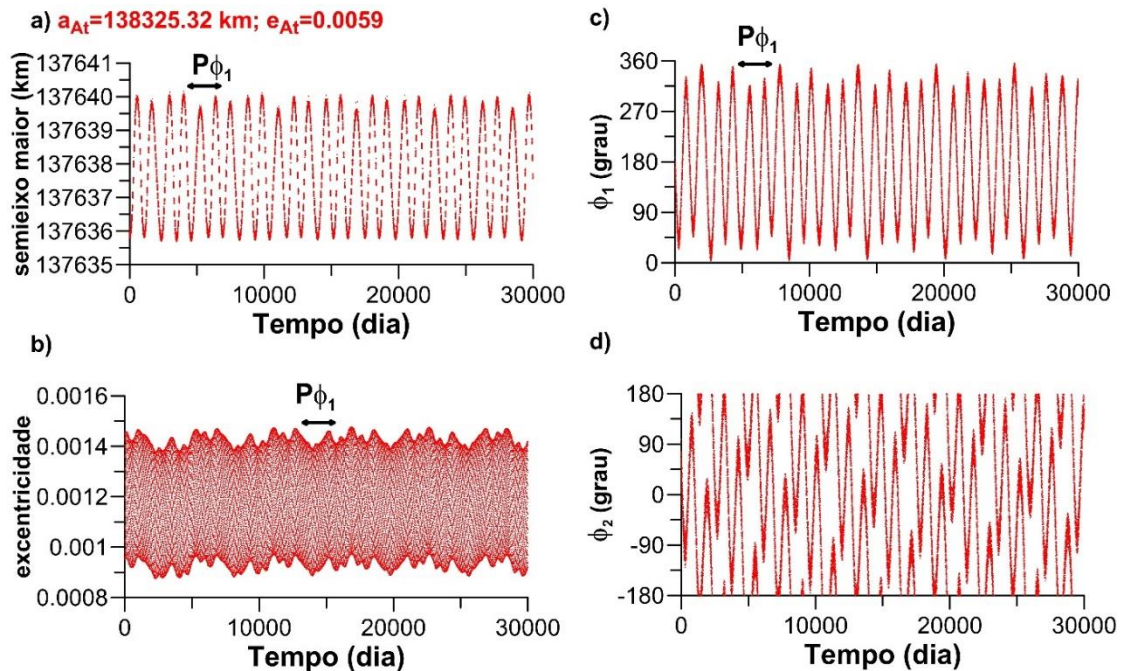 a) aAt=138325.32 km; eAt=0.0059
Pϕ1
semieixo maior (km)
137641
137640
137639
137638
137637
137636
137635
0 10000 20000 30000
Tempo (dia)
c)
Pϕ1
ϕ1 (grau)
360
270
180
90
0
0 10000 20000 30000
Tempo (dia)
b)
Pϕ1
excentricidade
0.0016
0.0014
0.0012
0.001
0.0008
0 10000 20000 30000
Tempo (dia)
d)
ϕ2 (grau)
180
90
0
-90
-180
0 10000 20000 30000
Tempo (dia)